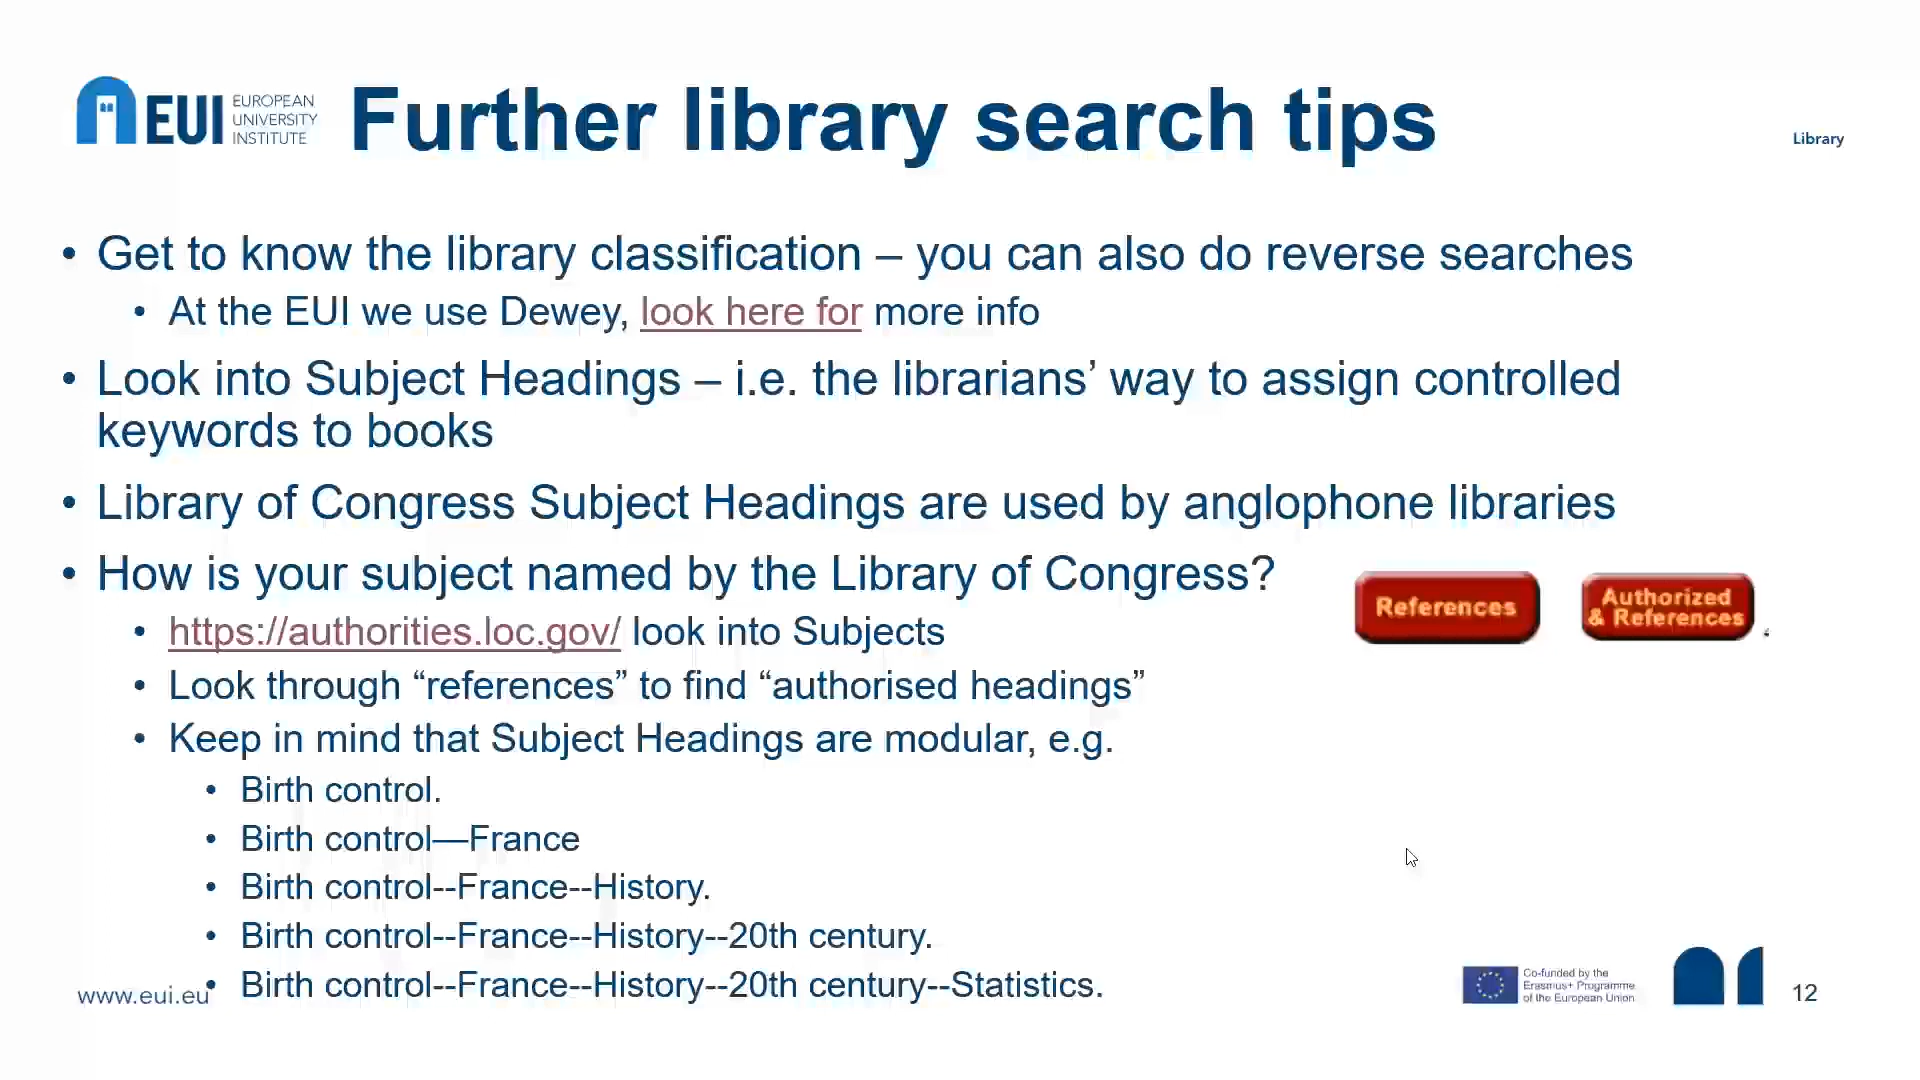 EUI EUROPEAN
UNIVERSITY
INSTITUTE
Further library search tips
Library
• Get to know the library classification – you can also do reverse searches
• At the EUI we use Dewey, look here for more info
• Look into Subject Headings – i.e. the librarians’ way to assign controlled
keywords to books
• Library of Congress Subject Headings are used by anglophone libraries
• How is your subject named by the Library of Congress?
References
Authorized
& References
• https://authorities.loc.gov/ look into Subjects
• Look through “references” to find “authorised headings”
• Keep in mind that Subject Headings are modular, e.g.
• Birth control.
• Birth control—France
• Birth control--France--History.
• Birth control--France--History--20th century.
• Birth control--France--History--20th century--Statistics.
www.eui.eu
Co-funded by the
Erasmus+ Programme
of the European Union
12